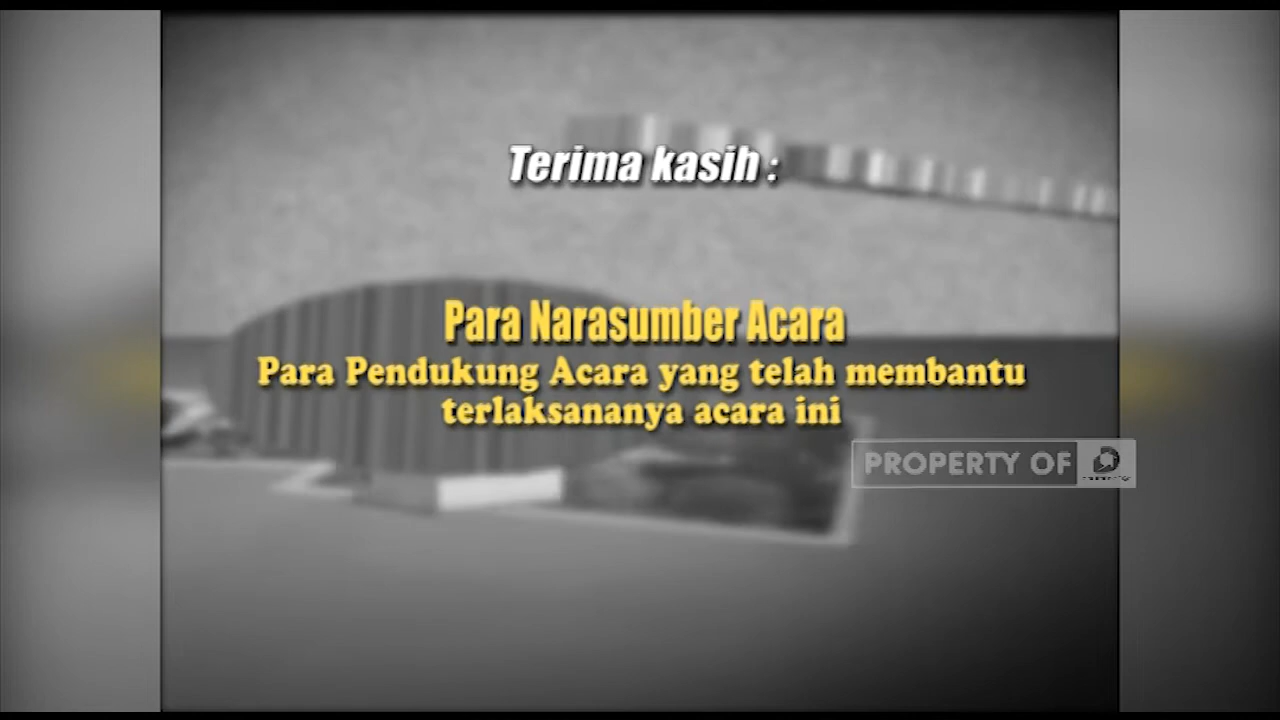 Terima kasih :
Para Narasumber Acara
Para Pendukung Acara yang telah membantu
terlaksananya acara ini
PROPERTY OF